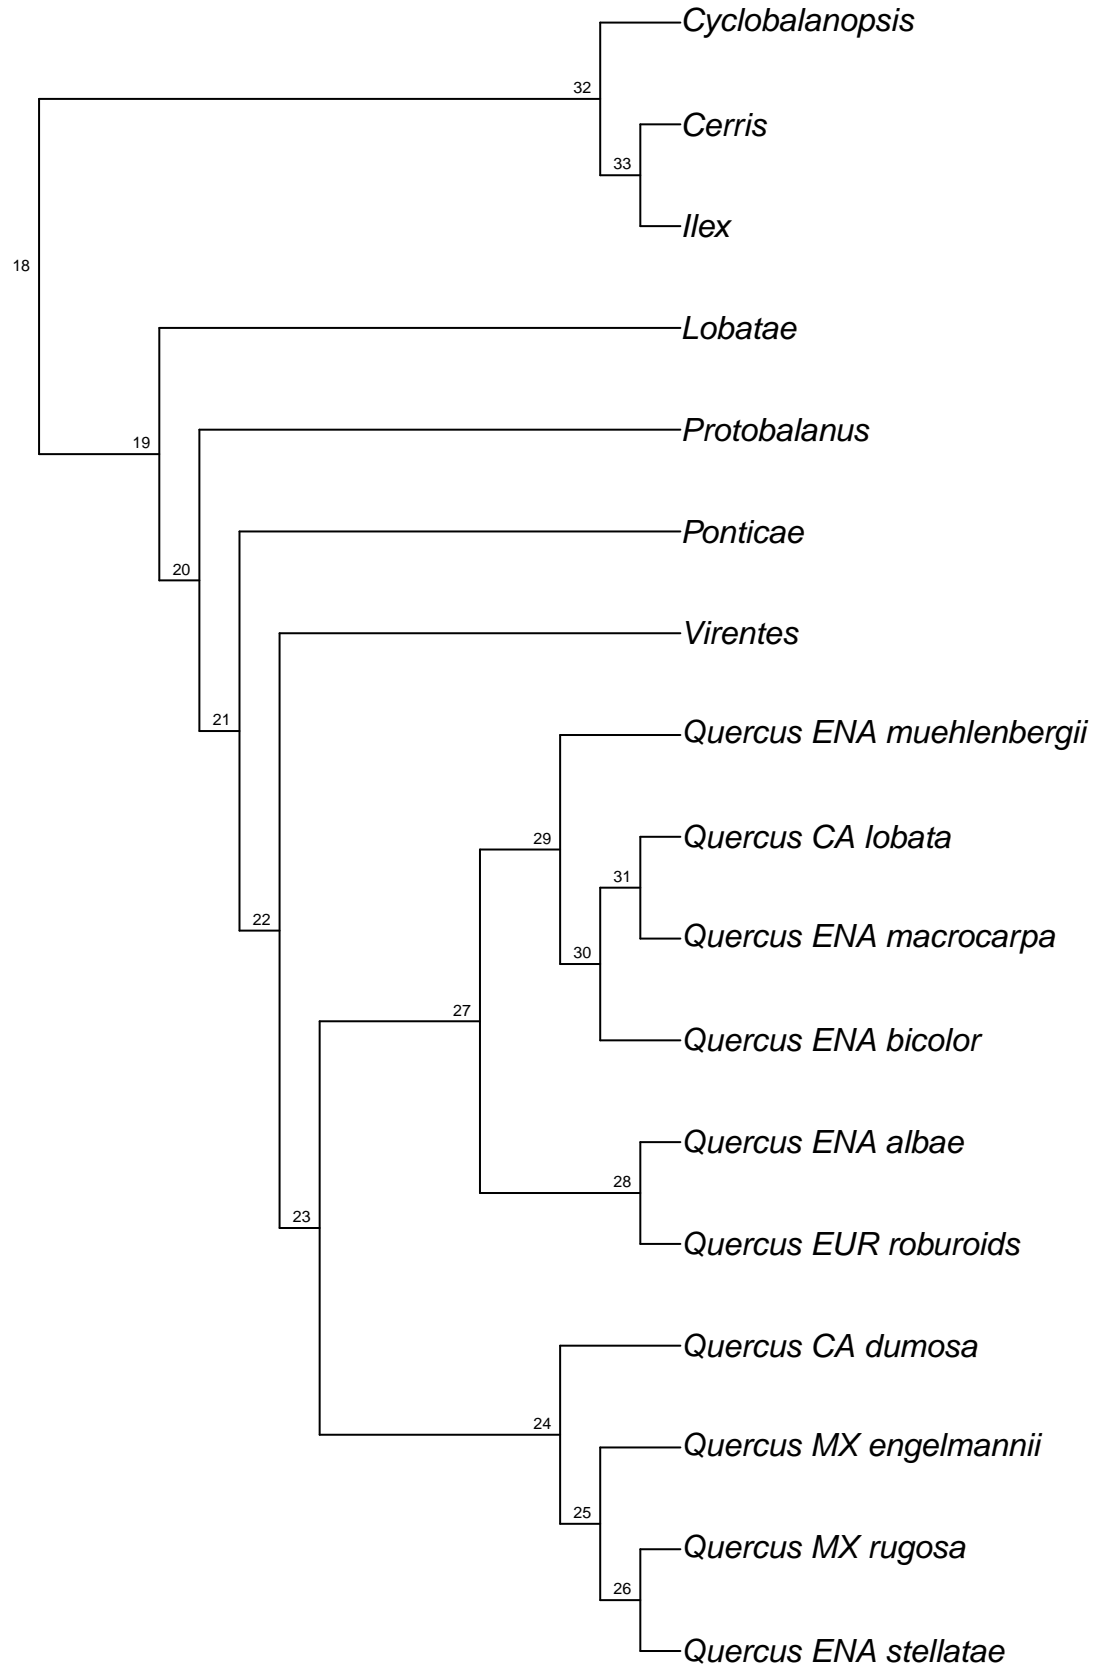 Cyclobalanopsis
32
Cerris
33
Ilex
18
Lobatae
Protobalanus
19
Ponticae
20
Virentes
21
Quercus ENA muehlenbergii
Quercus CA lobata
29
31
22
Quercus ENA macrocarpa
30
27
Quercus ENA bicolor
Quercus ENA albae
28
23
Quercus EUR roburoids
Quercus CA dumosa
24
Quercus MX engelmannii
25
Quercus MX rugosa
26
Quercus ENA stellatae